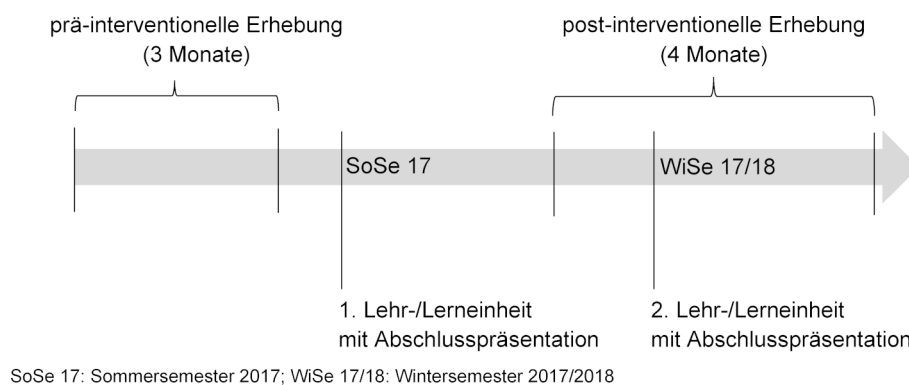 prä-interventionelle Erhebung
(3 Monate)
post-interventionelle Erhebung
(4 Monate)
SoSe 17
WiSe 17/18
1. Lehr-/Lerneinheit
mit Abschlusspräsentation
2. Lehr-/Lerneinheit
mit Abschlusspräsentation
SoSe 17: Sommersemester 2017; WiSe 17/18: Wintersemester 2017/2018